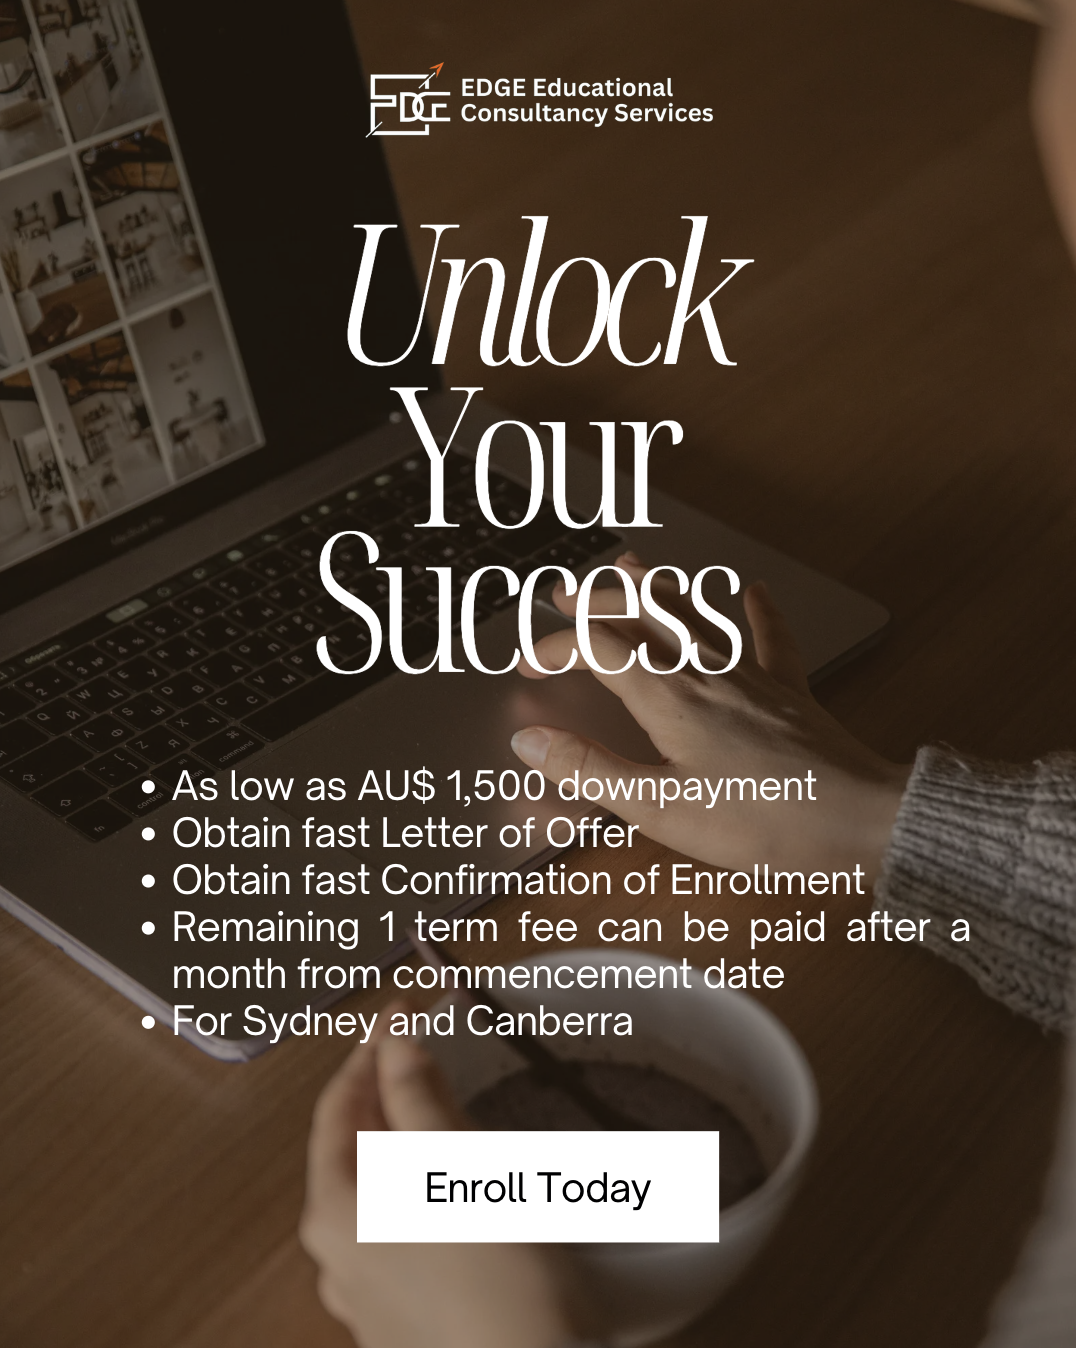 EDGE
EDGE Educational
Consultancy Services
Unlock
Your
Success
• As low as AU$ 1,500 downpayment
• Obtain fast Letter of Offer
• Obtain fast Confirmation of Enrollment
• Remaining 1 term fee can be paid after a
month from commencement date
• For Sydney and Canberra
Enroll Today